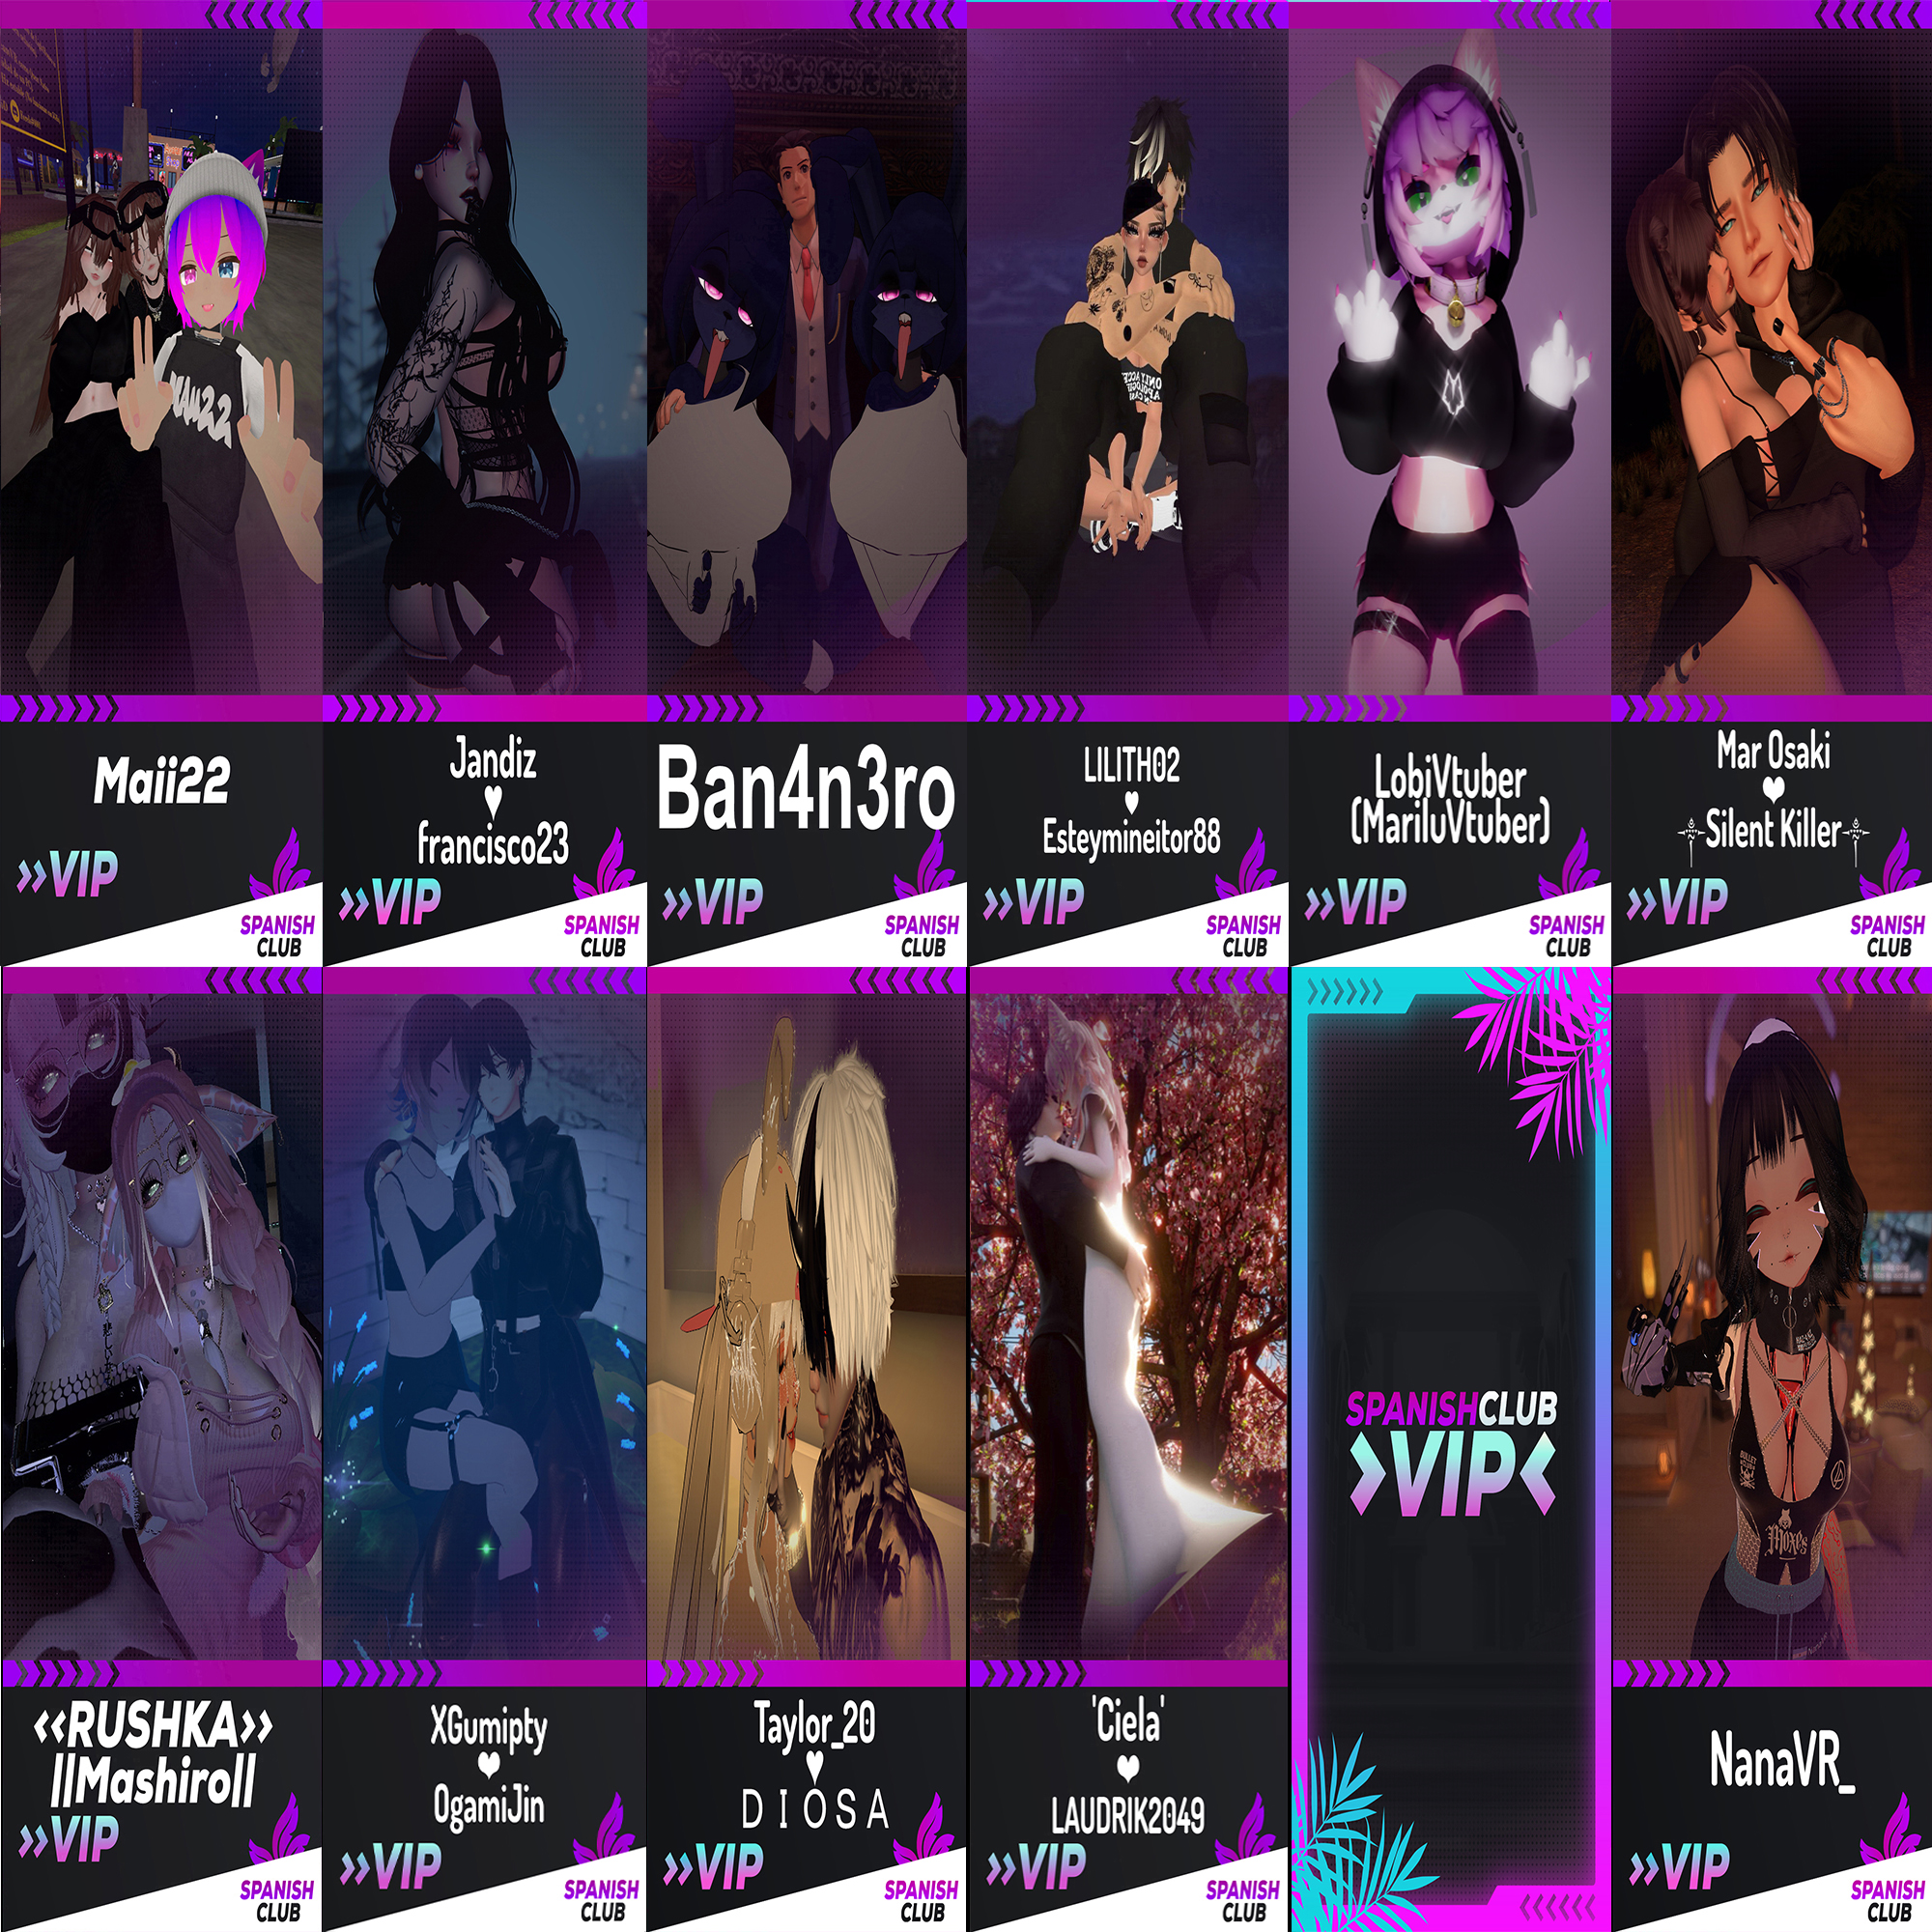 Maii22
VIP
SPANISH
CLUB
Jandiz
♥
francisco23
VIP
SPANISH
CLUB
Ban4n3ro
VIP
SPANISH
CLUB
LILITH02
♥
Esteymineitor88
VIP
SPANISH
CLUB
LobiVtuber
(MariluVtuber)
VIP
SPANISH
CLUB
Mar Osaki
♥
Silent Killer
VIP
SPANISH
CLUB
‹‹RUSHKA››
||Mashiro||
VIP
SPANISH
CLUB
XGumipty
♥
OgamiJin
VIP
SPANISH
CLUB
Taylor_20
♥
D I O S A
VIP
SPANISH
CLUB
'Ciela'
♥
LAUDRIK2049
VIP
SPANISH
CLUB
SPANISHCLUB
VIP
Moxes
NanaVR_
VIP
SPANISH
CLUB